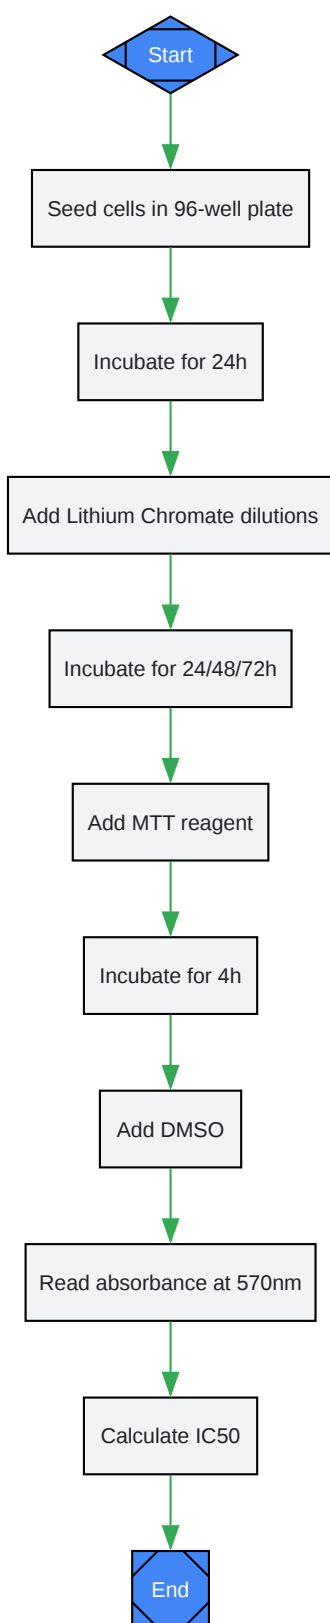 Start
Seed cells in 96-well plate
Incubate for 24h
Add Lithium Chromate dilutions
Incubate for 24/48/72h
Add MTT reagent
Incubate for 4h
Add DMSO
Read absorbance at 570nm
Calculate IC50
End